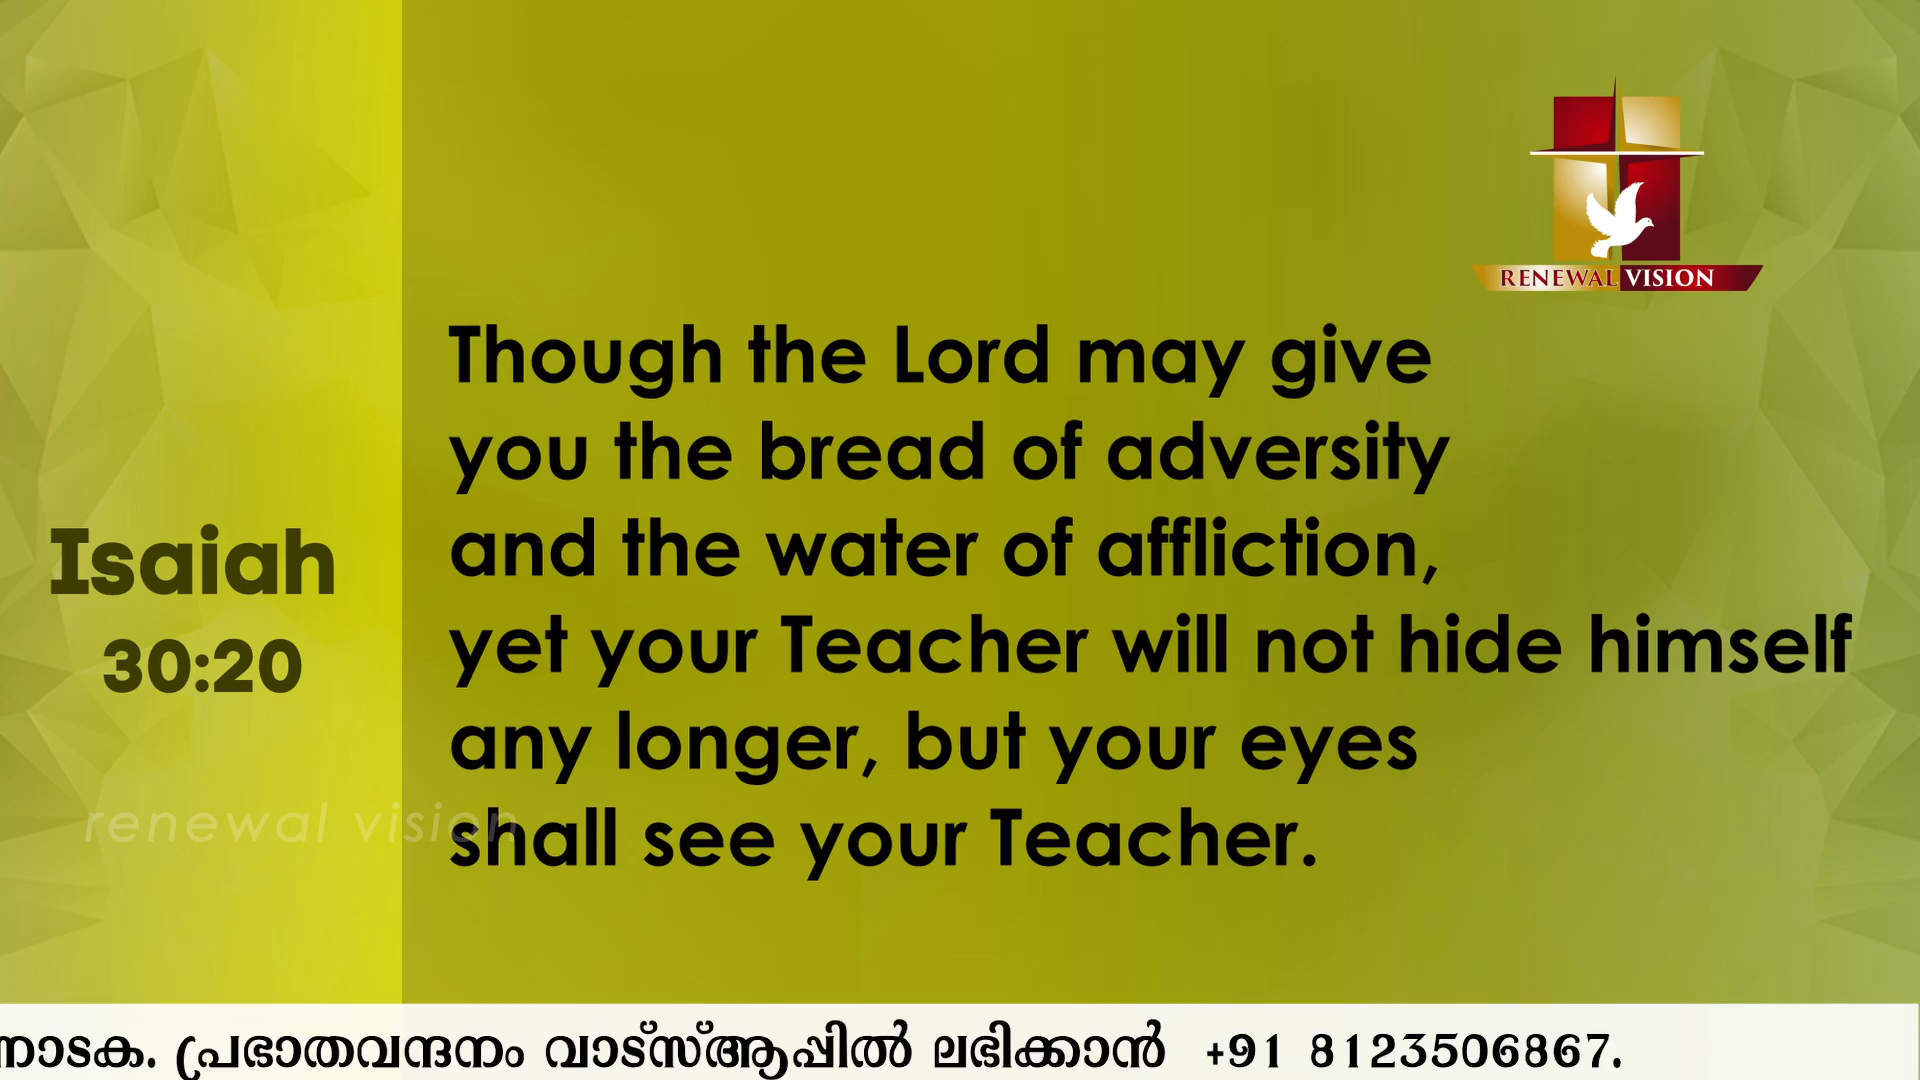 RENEWAL VISION
Isaiah
30:20
Though the Lord may give
you the bread of adversity
and the water of affliction,
yet your Teacher will not hide himself
any longer, but your eyes
shall see your Teacher.
renewal vision
പ്രഭാതവന്ദനം വാട്സ്ആപ്പിൽ ലഭിക്കാൻ +91 8123506867.